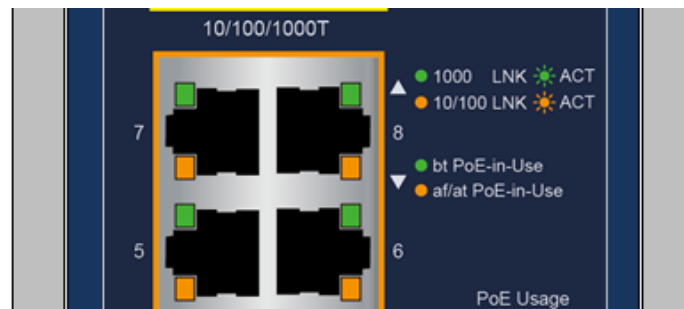 10/100/1000T
1000 LNK ACT
10/100 LNK ACT
7
8
bt PoE-in-Use
af/at PoE-in-Use
5
6
PoE Usage